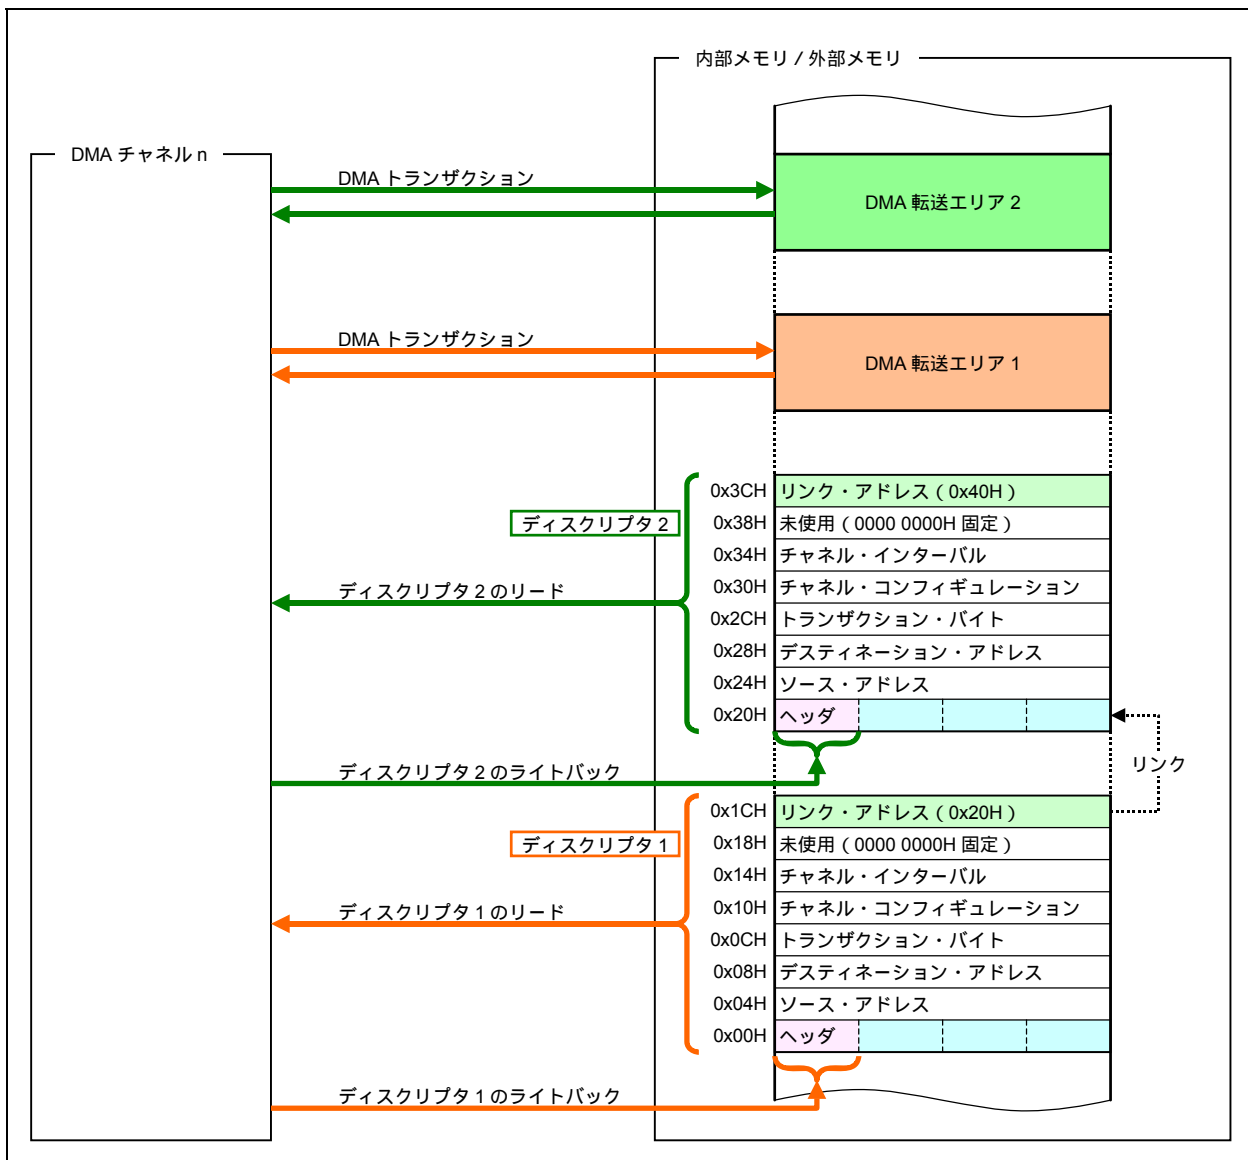 内部メモリ / 外部メモリ
DMA チャネル n
DMA トランザクション
DMA 転送エリア 2
DMA トランザクション
DMA 転送エリア 1
0x3CH リンク・アドレス ( 0x40H )
ディスクリプタ 2
0x38H 未使用 ( 0000 0000H 固定 )
0x34H チャネル・インターバル
ディスクリプタ 2 のリード
0x30H チャネル・コンフィギュレーション
0x2CH トランザクション・バイト
0x28H デスティネーション・アドレス
0x24H ソース・アドレス
0x20H ヘッダ
リンク
ディスクリプタ 2 のライトバック
0x1CH リンク・アドレス ( 0x20H )
ディスクリプタ 1
0x18H 未使用 ( 0000 0000H 固定 )
0x14H チャネル・インターバル
ディスクリプタ 1 のリード
0x10H チャネル・コンフィギュレーション
0x0CH トランザクション・バイト
0x08H デスティネーション・アドレス
0x04H ソース・アドレス
0x00H ヘッダ
ディスクリプタ 1 のライトバック